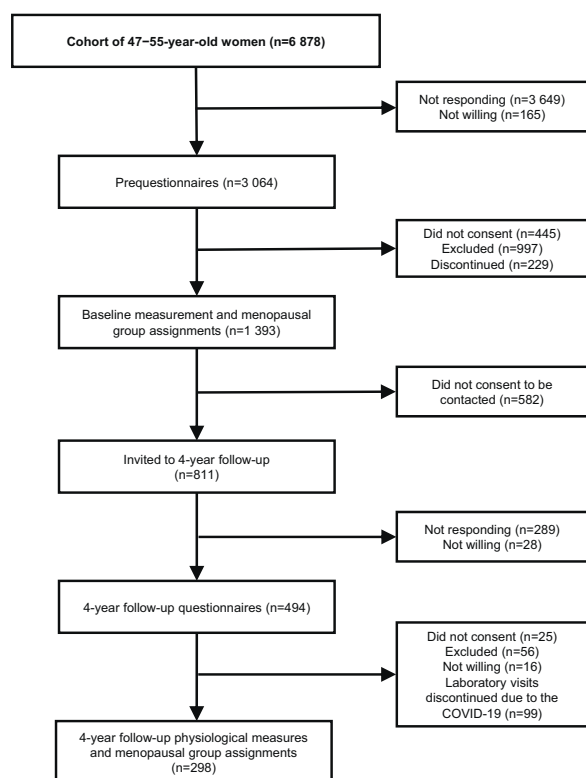 Cohort of 47−55-year-old women (n=6 878)
Not responding (n=3 649)
Not willing (n=165)
Prequestionnaires (n=3 064)
Did not consent (n=445)
Excluded (n=997)
Discontinued (n=229)
Baseline measurement and menopausal
group assignments (n=1 393)
Did not consent to be
contacted (n=582)
Invited to 4-year follow-up
(n=811)
Not responding (n=289)
Not willing (n=28)
4-year follow-up questionnaires (n=494)
Did not consent (n=25)
Excluded (n=56)
Not willing (n=16)
Laboratory visits
discontinued due to the
COVID-19 (n=99)
4-year follow-up physiological measures
and menopausal group assignments
(n=298)